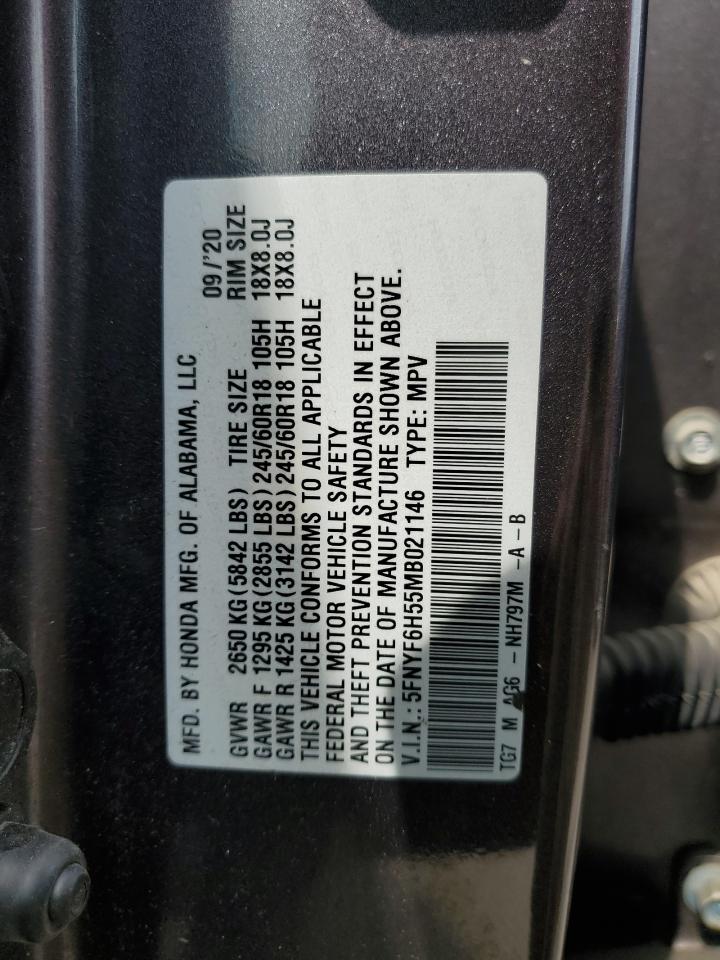 MFD. BY HONDA MFG. OF ALABAMA, LLC 09/'20
GVWR 2650 KG(5842 LBS) TIRE SIZE RIM SIZE
GAWR F 1295 KG(2855 LBS)245/60R18 105H 18X8.0J
GAWR R 1425 KG(3142 LBS)245/60R18 105H 18X8.0J
THIS VEHICLE CONFORMS TO ALL APPLICABLE
FEDERAL MOTOR VEHICLE SAFETY
AND THEFT PREVENTION STANDARDS IN EFFECT
ON THE DATE OF MANUFACTURE SHOWN ABOVE.
V.I.N.: 5FNYF6H55MB021146 TYPE: MPV
TG7 M AG6 - NH797M -A-B